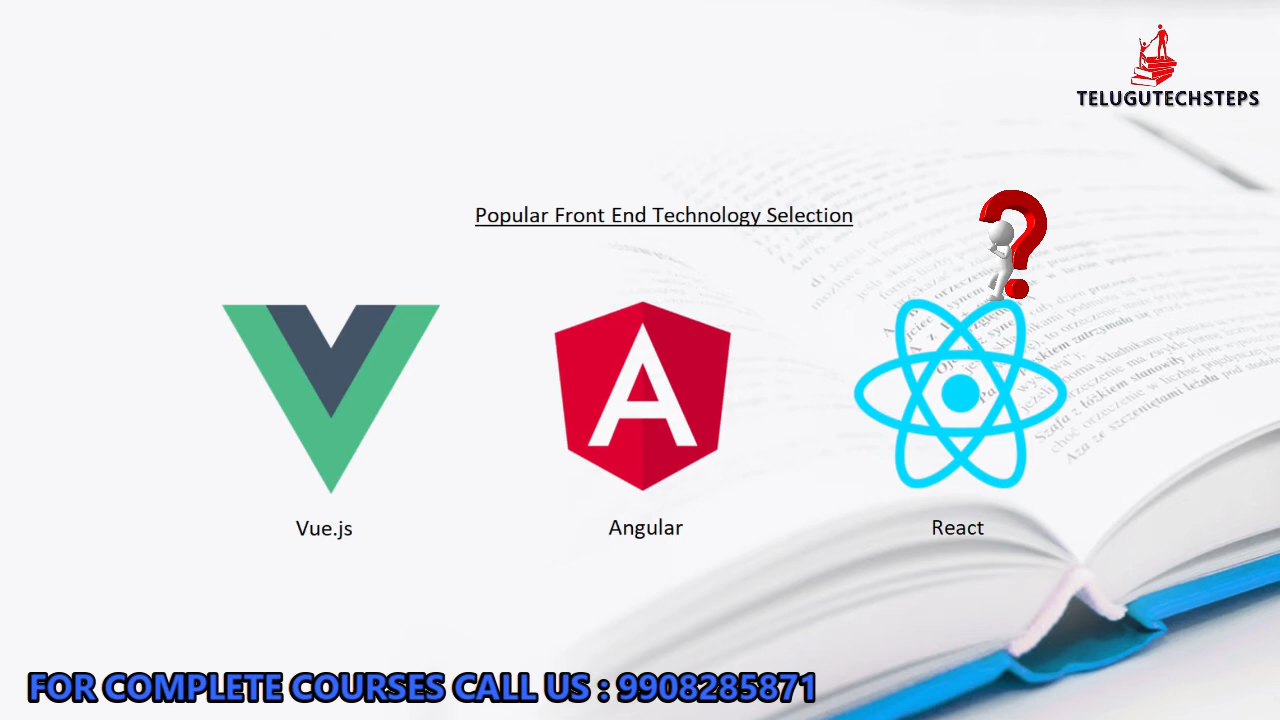 TELUGUTECHSTEPS
Popular Front End Technology Selection
Vue.js
Angular
React
FOR COMPLETE COURSES CALL US : 9908285871